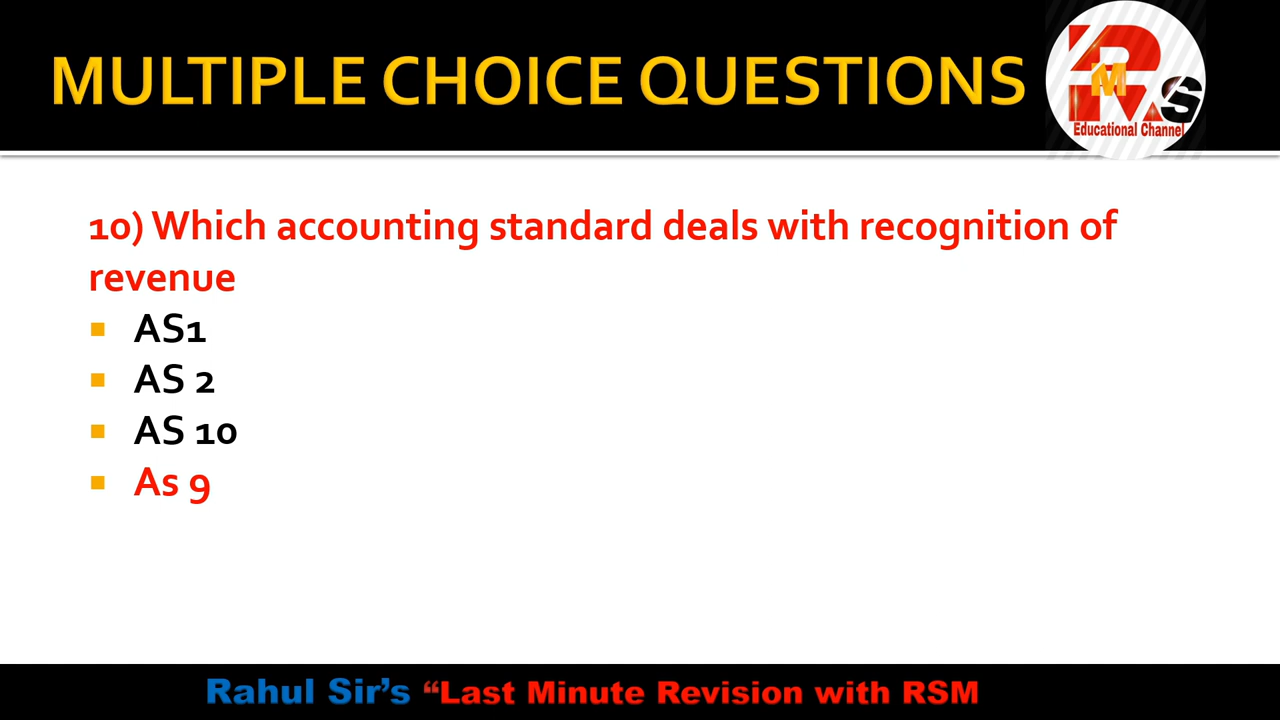 MULTIPLE CHOICE QUESTIONS
RMS
Educational Channel
10) Which accounting standard deals with recognition of
revenue
AS1
AS 2
AS 10
As 9
Rahul Sir's “Last Minute Revision with RSM